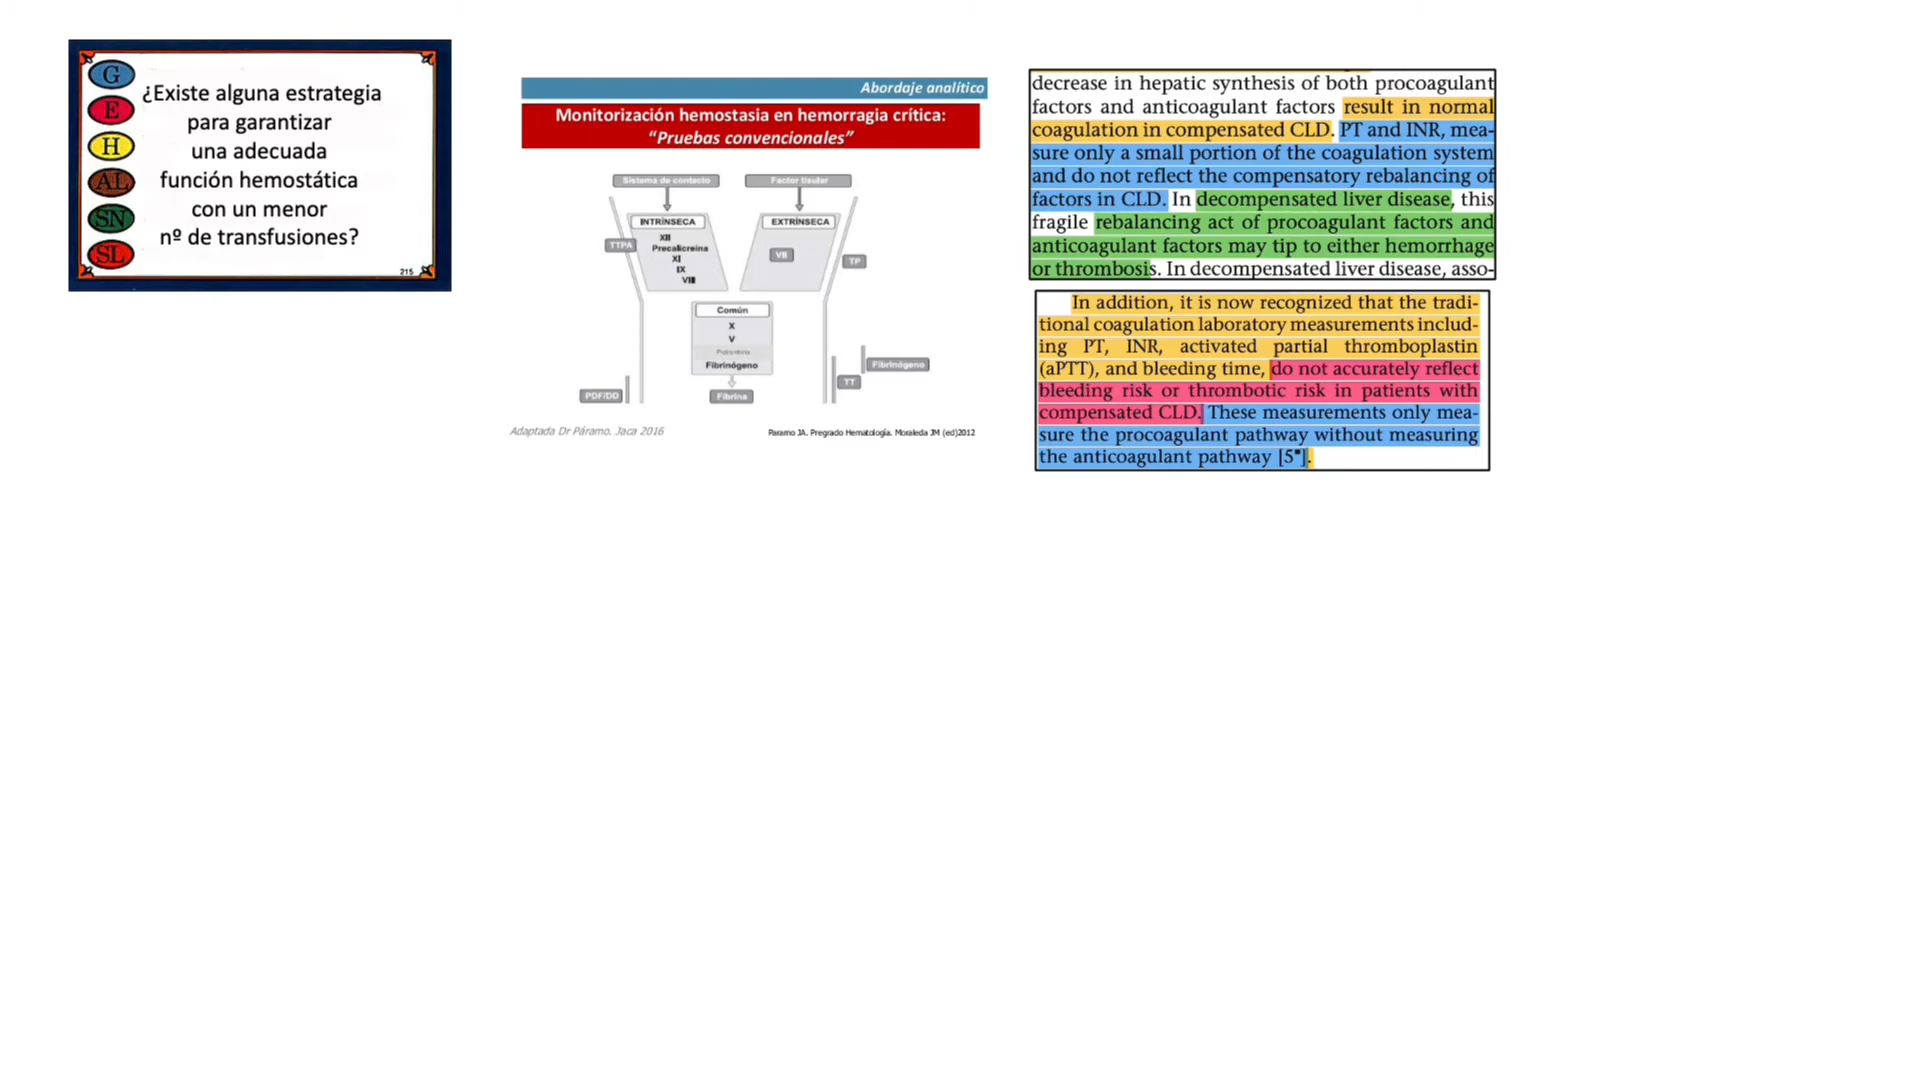 G
E
H
AL
SN
SL
¿Existe alguna estrategia
para garantizar
una adecuada
función hemostática
con un menor
nº de transfusiones?
215
Abordaje analítico
Monitorización hemostasia en hemorragia crítica:
“Pruebas convencionales”
Sistema de contacto
Factor tisular
INTRÍNSECA
EXTRÍNSECA
TTPA
XII
Precalicreína
XI
IX
VIII
VII
TP
Común
X
V
Protrombina
Fibrinógeno
Fibrinógeno
TT
PDF/DD
Fibrina
Adaptada Dr Páramo. Jaca 2016
Paramo JA. Pregrado Hematología. Moraleda JM (ed)2012
decrease in hepatic synthesis of both procoagulant
factors and anticoagulant factors result in normal
coagulation in compensated CLD. PT and INR, mea-
sure only a small portion of the coagulation system
and do not reflect the compensatory rebalancing of
factors in CLD. In decompensated liver disease, this
fragile rebalancing act of procoagulant factors and
anticoagulant factors may tip to either hemorrhage
or thrombosis. In decompensated liver disease, asso-
In addition, it is now recognized that the tradi-
tional coagulation laboratory measurements includ-
ing PT, INR, activated partial thromboplastin
(aPTT), and bleeding time, do not accurately reflect
bleeding risk or thrombotic risk in patients with
compensated CLD. These measurements only mea-
sure the procoagulant pathway without measuring
the anticoagulant pathway [5▪].